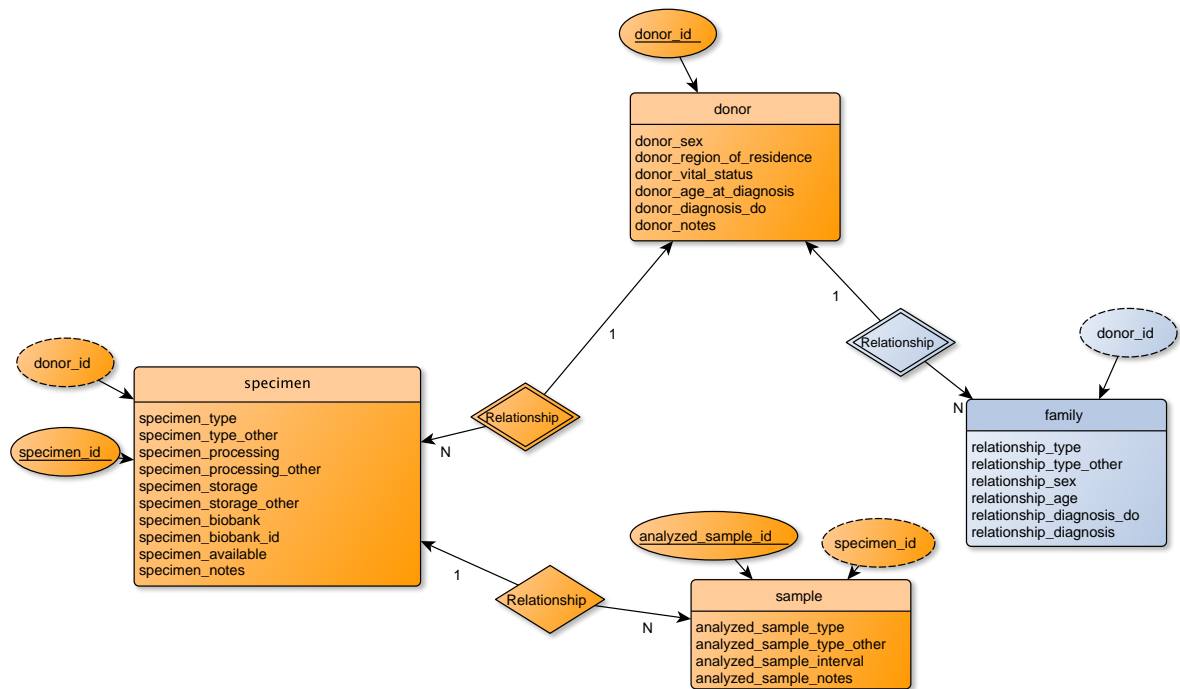 donor_id
donor
donor_sex
donor_region_of_residence
donor_vital_status
donor_age_at_diagnosis
donor_diagnosis_do
donor_notes
1
1
Relationship
donor_id
N
family
relationship_type
relationship_type_other
relationship_sex
relationship_age
relationship_diagnosis_do
relationship_diagnosis
donor_id
specimen_id
specimen
specimen_type
specimen_type_other
specimen_processing
specimen_processing_other
specimen_storage
specimen_storage_other
specimen_biobank
specimen_biobank_id
specimen_available
specimen_notes
Relationship
N
1
Relationship
N
analyzed_sample_id
specimen_id
sample
analyzed_sample_type
analyzed_sample_type_other
analyzed_sample_interval
analyzed_sample_notes